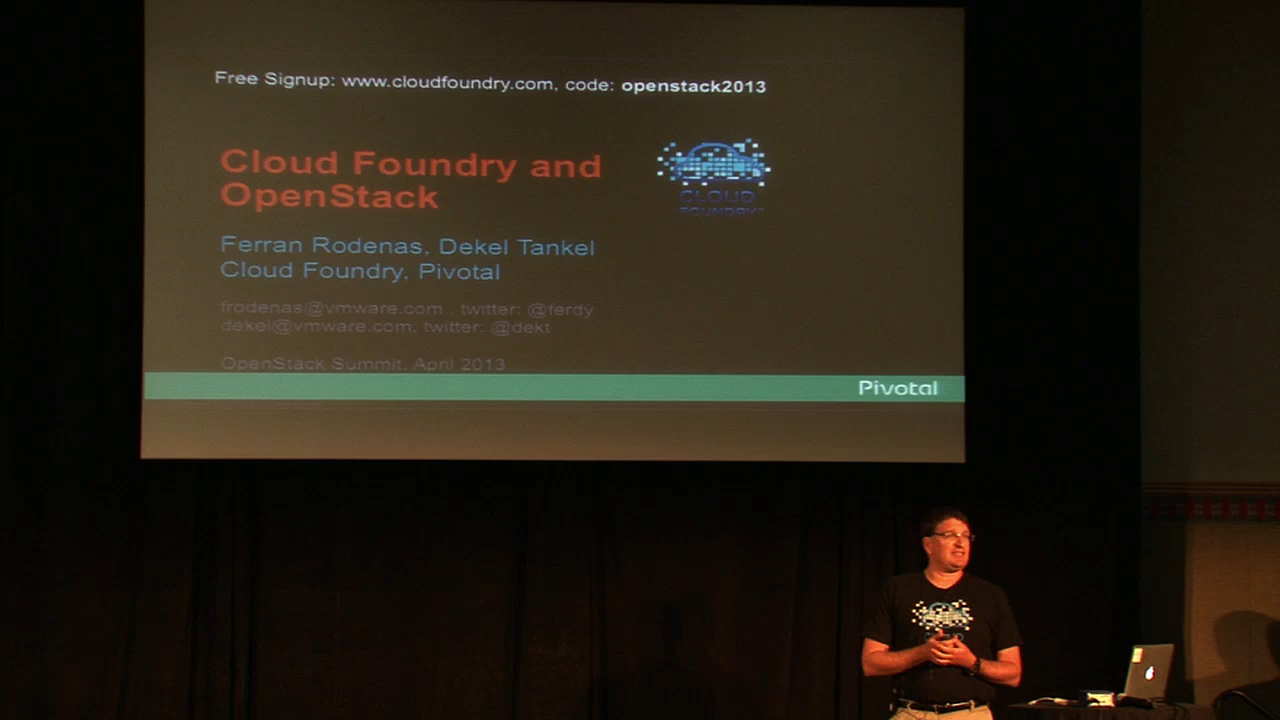 Free Signup: www.cloudfoundry.com, code: openstack2013
Cloud Foundry and
OpenStack
CLOUD
FOUNDRY™
Ferran Rodenas, Dekel Tankel
Cloud Foundry, Pivotal
frodenas@vmware.com , twitter: @ferdy
dekel@vmware.com, twitter: @dekt
OpenStack Summit, April 2013
Pivotal